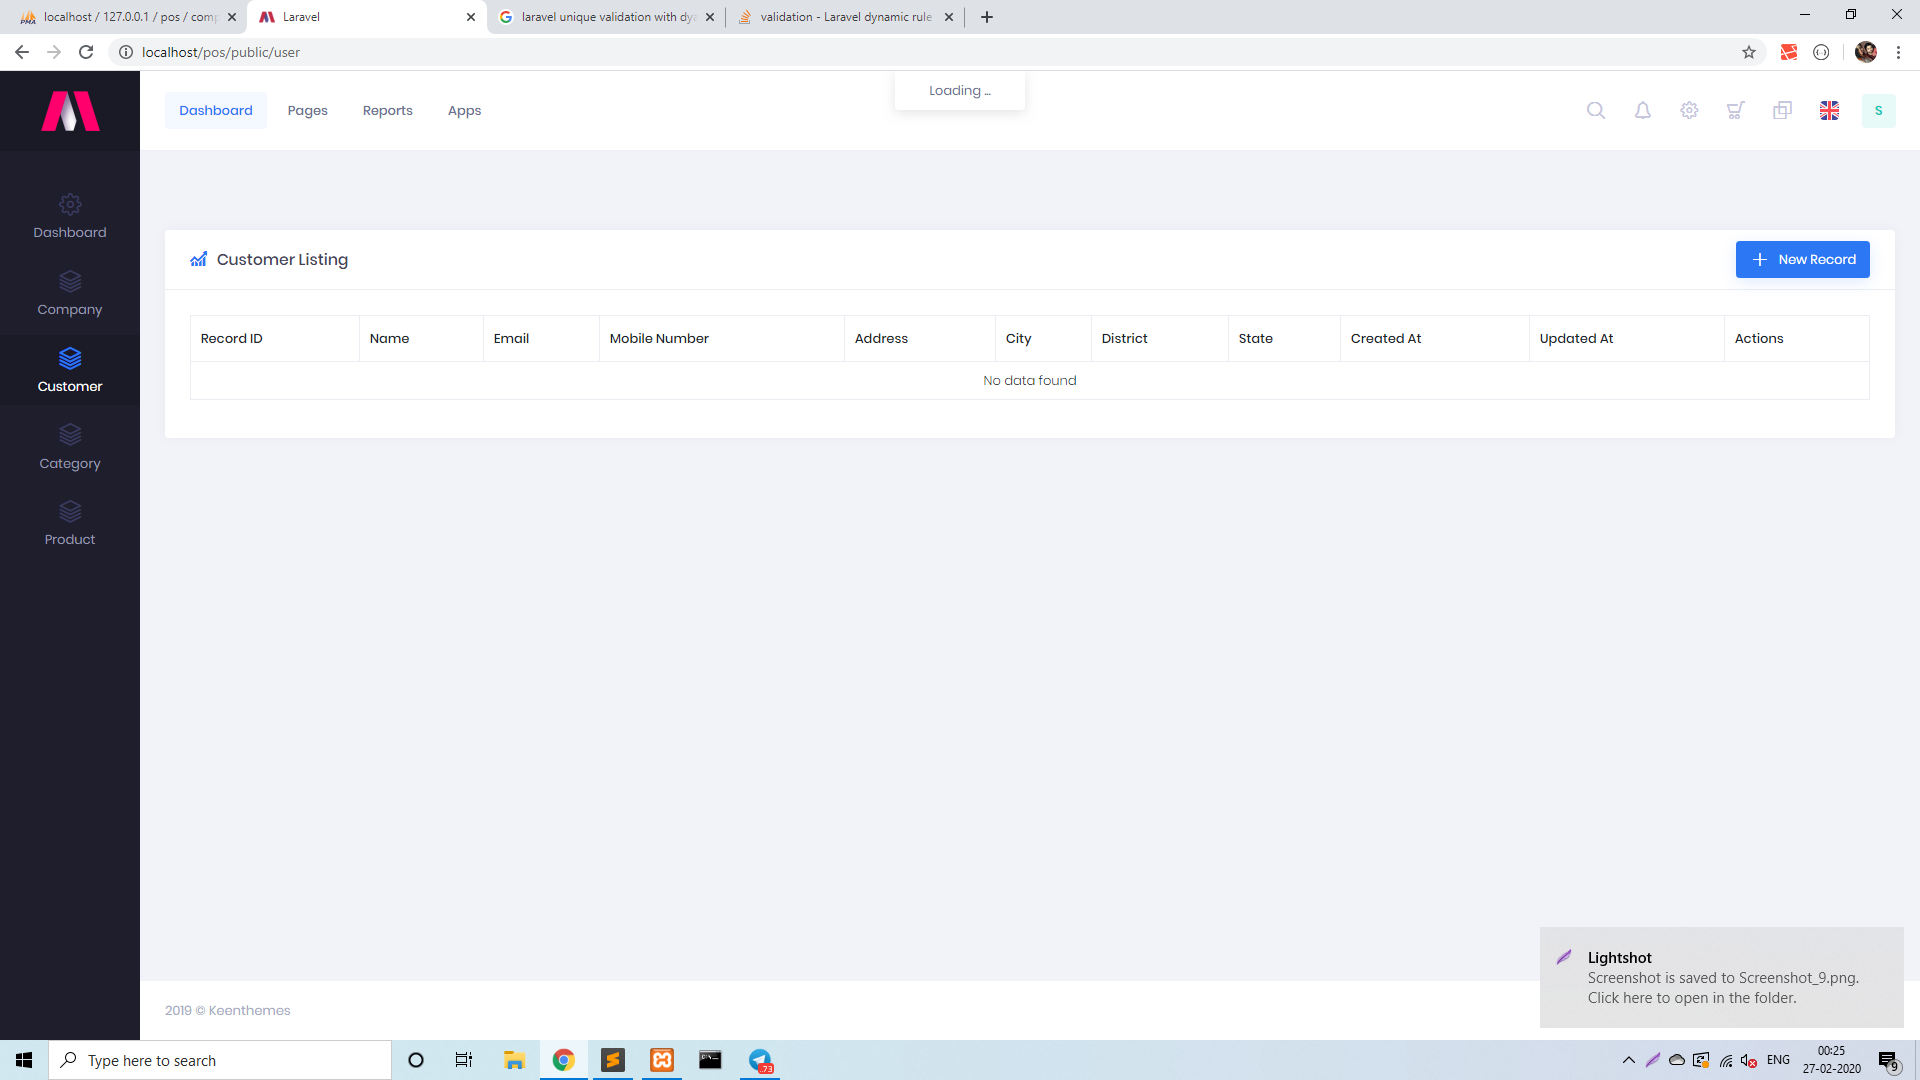 localhost / 127.0.0.1 / pos / comp
Laravel
laravel unique validation with dy
validation - Laravel dynamic rule
localhost/pos/public/user
Dashboard
Pages
Reports
Apps
Loading ...
S
Dashboard
Company
Customer
Category
Product
Customer Listing
New Record
Record ID
Name
Email
Mobile Number
Address
City
District
State
Created At
Updated At
Actions
No data found
2019 © Keenthemes
Lightshot
Screenshot is saved to Screenshot_9.png.
Click here to open in the folder.
Type here to search
ENG
00:25
27-02-2020
9